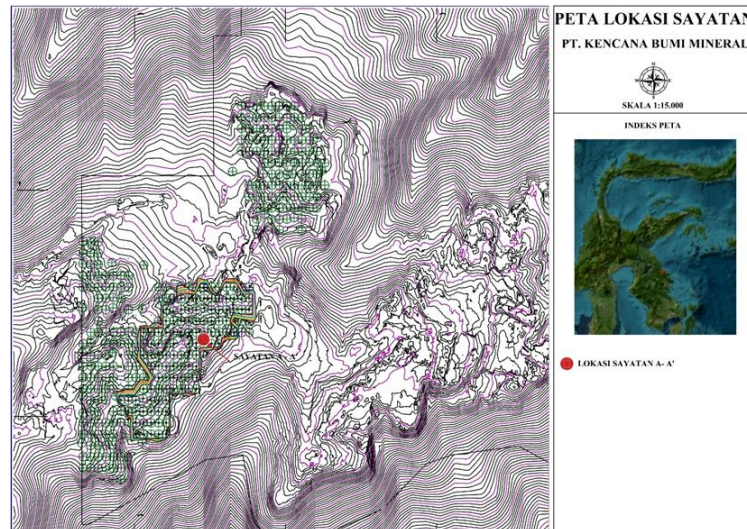 PETA LOKASI SAYATAN
PT. KENCANA BUMI MINERAL
SKALA 1:15.000
INDEKS PETA
LOKASI SAYATAN A- A'
SAYATAN A- A'